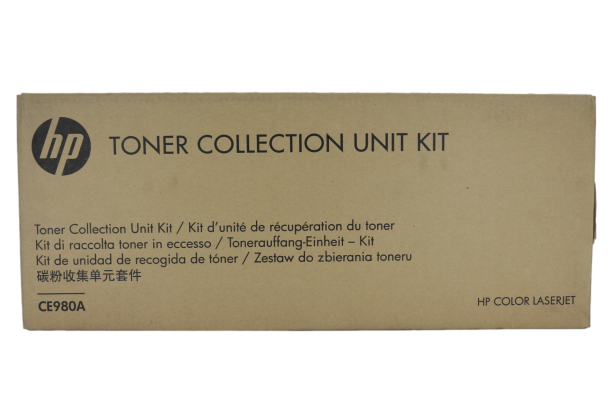 hp
TONER COLLECTION UNIT KIT
Toner Collection Unit Kit / Kit d'unité de récupération du toner
Kit di raccolta toner in eccesso / Tonerauffang-Einheit – Kit
Kit de unidad de recogida de tóner / Zestaw do zbierania toneru
碳粉收集单元套件
CE980A
HP COLOR LASERJET